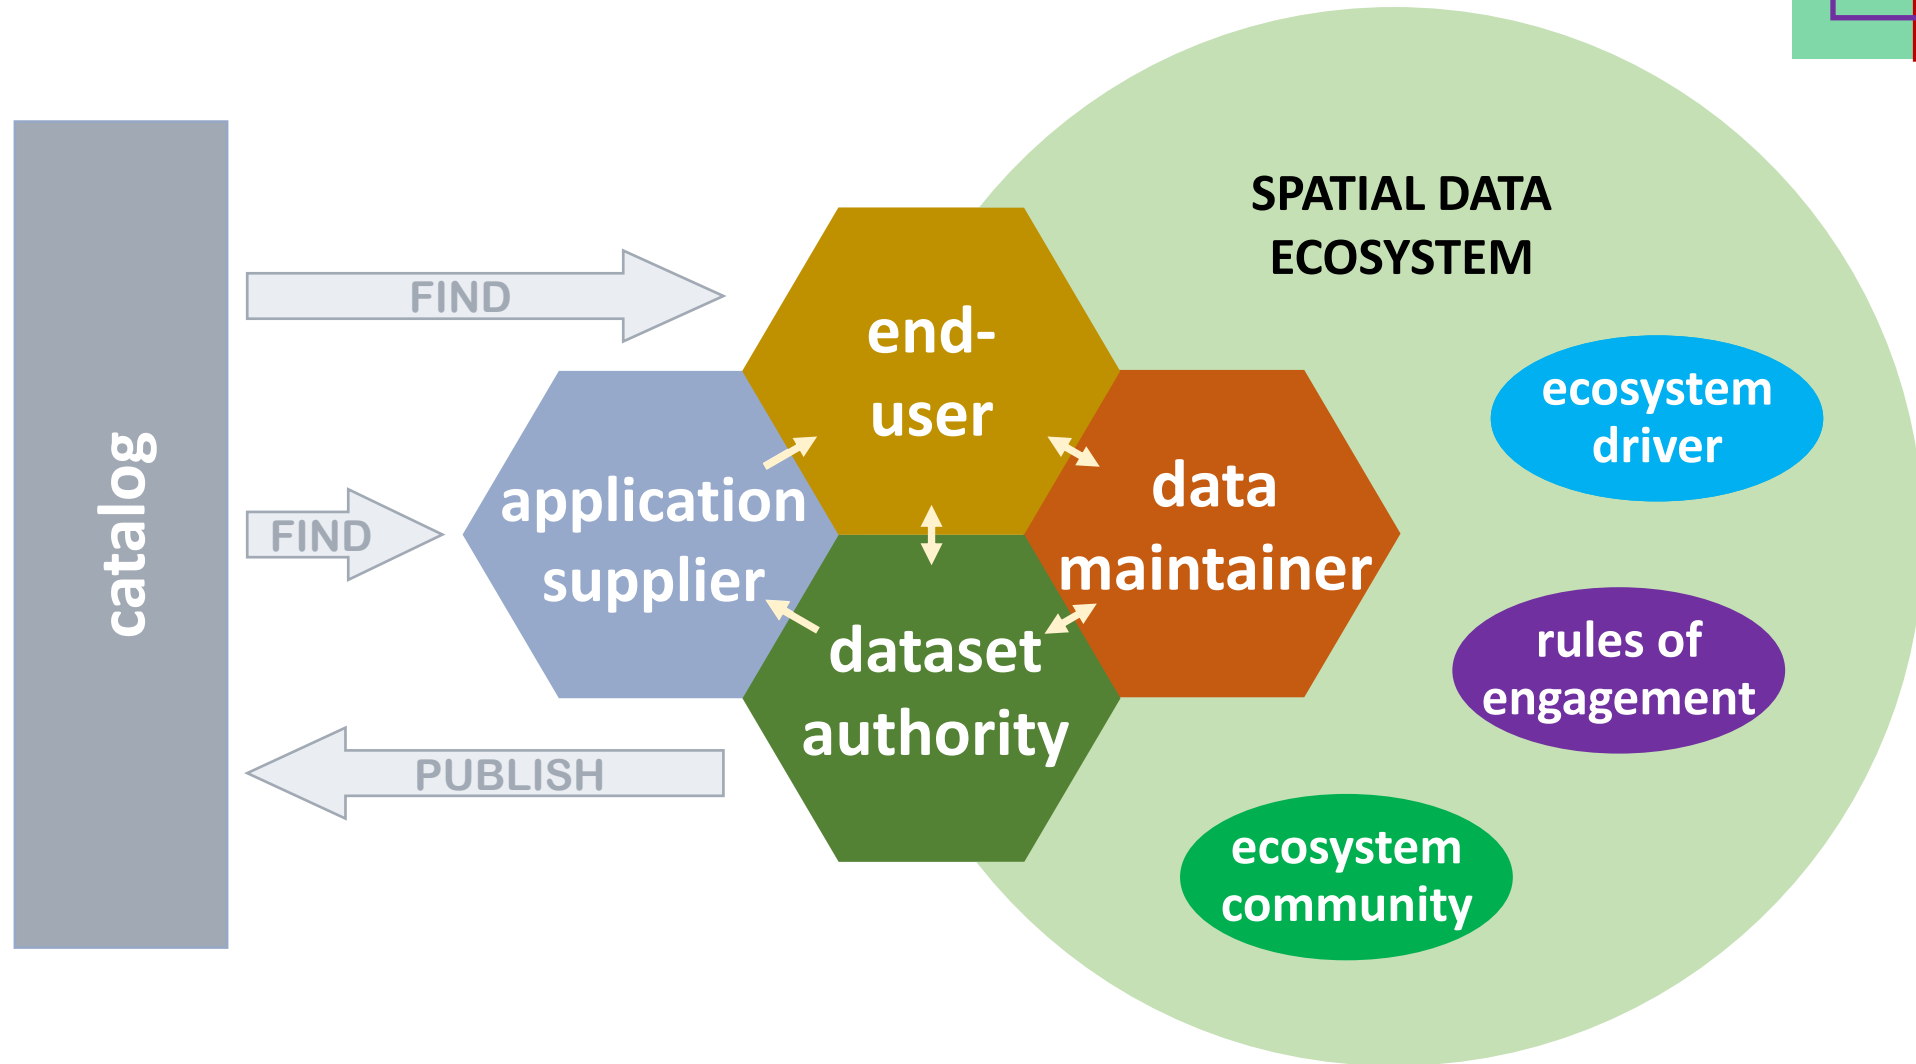 catalog
FIND
FIND
PUBLISH
end-
user
application
supplier
data
maintainer
dataset
authority
SPATIAL DATA
ECOSYSTEM
ecosystem
driver
rules of
engagement
ecosystem
community